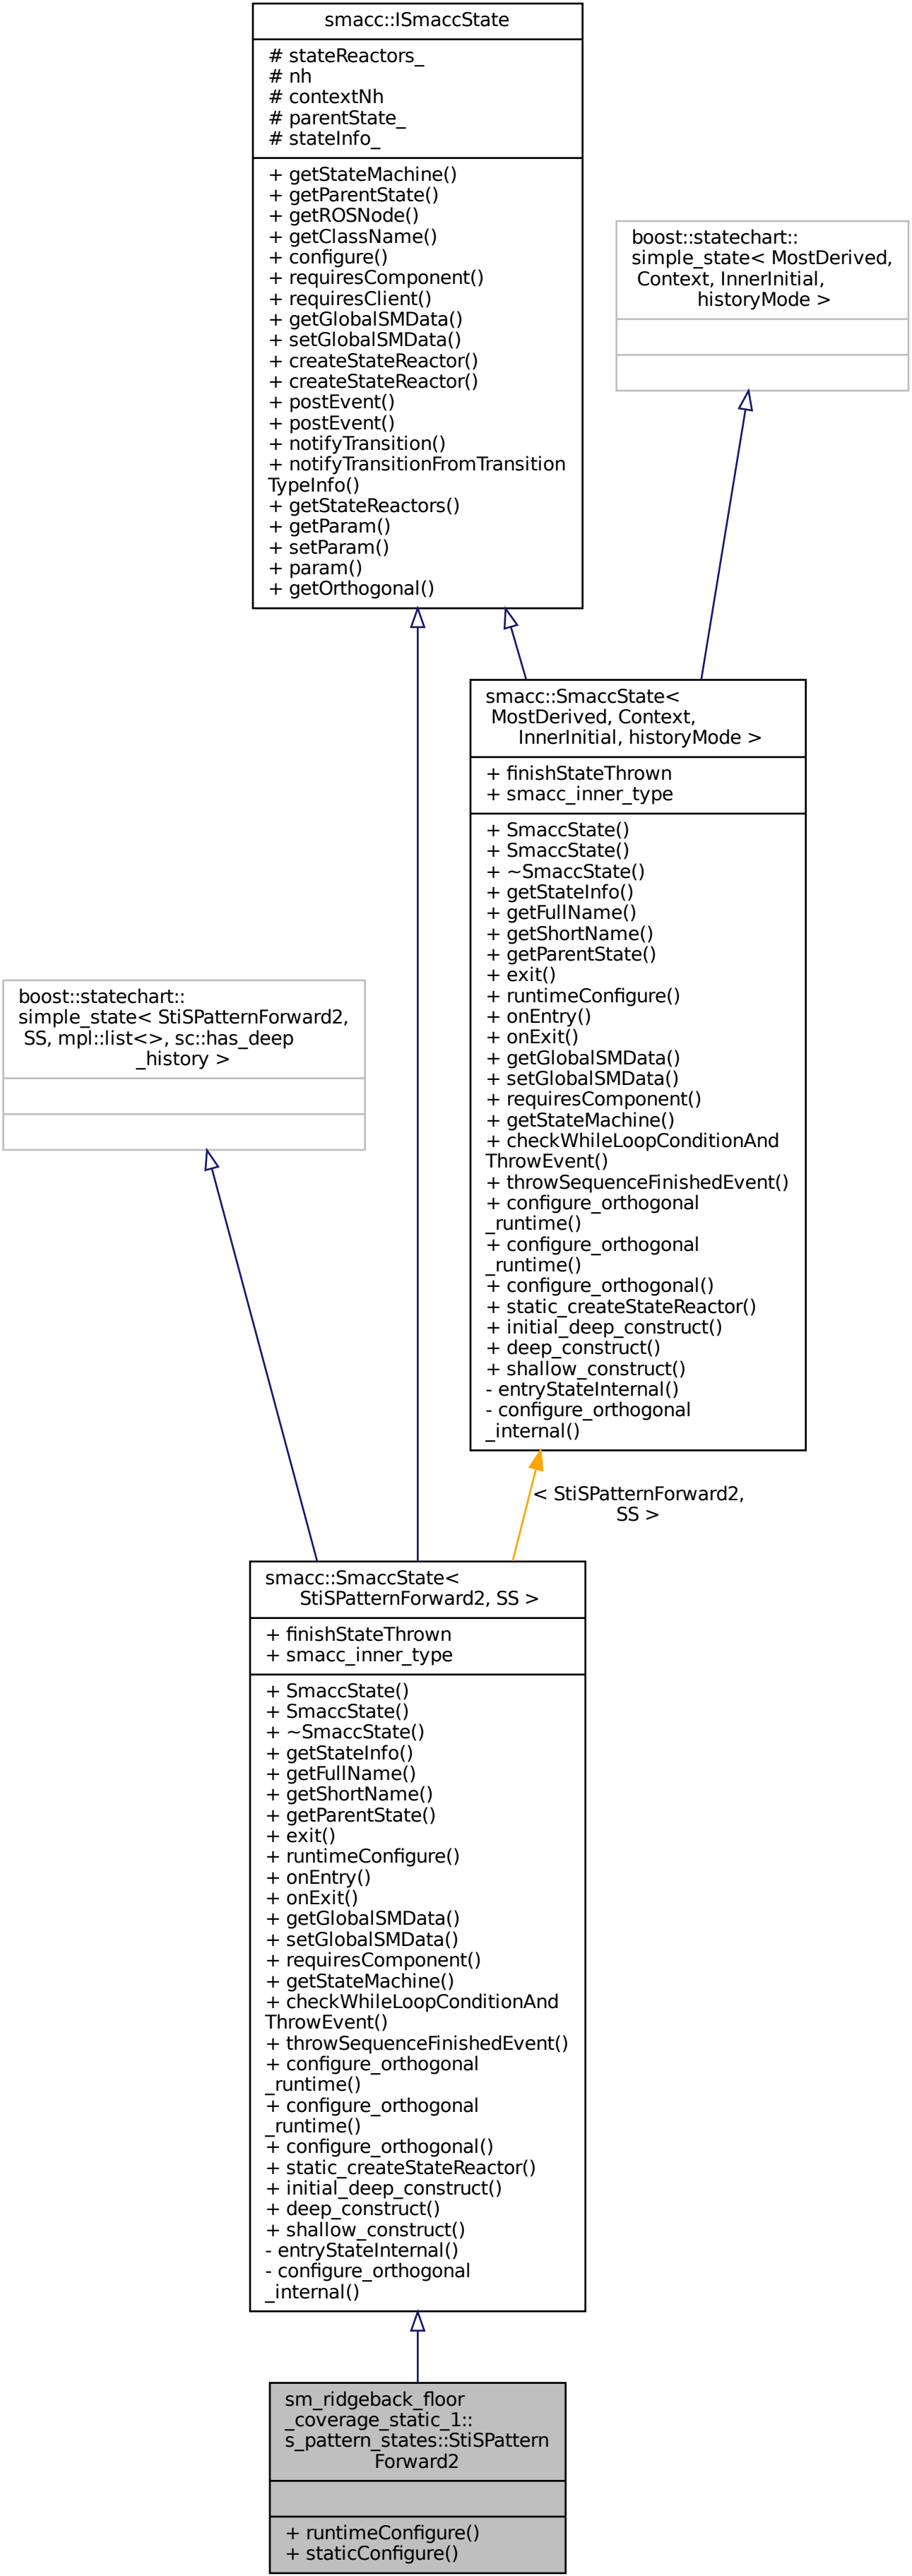 smacc::ISmaccState
# stateReactors_
# nh
# contextNh
# parentState_
# stateInfo_
+ getStateMachine()
+ getParentState()
+ getROSNode()
+ getClassName()
+ configure()
+ requiresComponent()
+ requiresClient()
+ getGlobalSMData()
+ setGlobalSMData()
+ createStateReactor()
+ createStateReactor()
+ postEvent()
+ postEvent()
+ notifyTransition()
+ notifyTransitionFromTransition
TypeInfo()
+ getStateReactors()
+ getParam()
+ setParam()
+ param()
+ getOrthogonal()
boost::statechart::
simple_state< MostDerived,
Context, InnerInitial,
historyMode >
smacc::SmaccState<
MostDerived, Context,
InnerInitial, historyMode >
+ finishStateThrown
+ smacc_inner_type
+ SmaccState()
+ SmaccState()
+ ~SmaccState()
+ getStateInfo()
+ getFullName()
+ getShortName()
+ getParentState()
+ exit()
+ runtimeConfigure()
+ onEntry()
+ onExit()
+ getGlobalSMData()
+ setGlobalSMData()
+ requiresComponent()
+ getStateMachine()
+ checkWhileLoopConditionAnd
ThrowEvent()
+ throwSequenceFinishedEvent()
+ configure_orthogonal
_runtime()
+ configure_orthogonal
_runtime()
+ configure_orthogonal()
+ static_createStateReactor()
+ initial_deep_construct()
+ deep_construct()
+ shallow_construct()
- entryStateInternal()
- configure_orthogonal
_internal()
boost::statechart::
simple_state< StiSPatternForward2,
SS, mpl::list<>, sc::has_deep
_history >
< StiSPatternForward2,
SS >
smacc::SmaccState<
StiSPatternForward2, SS >
+ finishStateThrown
+ smacc_inner_type
+ SmaccState()
+ SmaccState()
+ ~SmaccState()
+ getStateInfo()
+ getFullName()
+ getShortName()
+ getParentState()
+ exit()
+ runtimeConfigure()
+ onEntry()
+ onExit()
+ getGlobalSMData()
+ setGlobalSMData()
+ requiresComponent()
+ getStateMachine()
+ checkWhileLoopConditionAnd
ThrowEvent()
+ throwSequenceFinishedEvent()
+ configure_orthogonal
_runtime()
+ configure_orthogonal
_runtime()
+ configure_orthogonal()
+ static_createStateReactor()
+ initial_deep_construct()
+ deep_construct()
+ shallow_construct()
- entryStateInternal()
- configure_orthogonal
_internal()
sm_ridgeback_floor
_coverage_static_1::
s_pattern_states::StiSPattern
Forward2
+ runtimeConfigure()
+ staticConfigure()